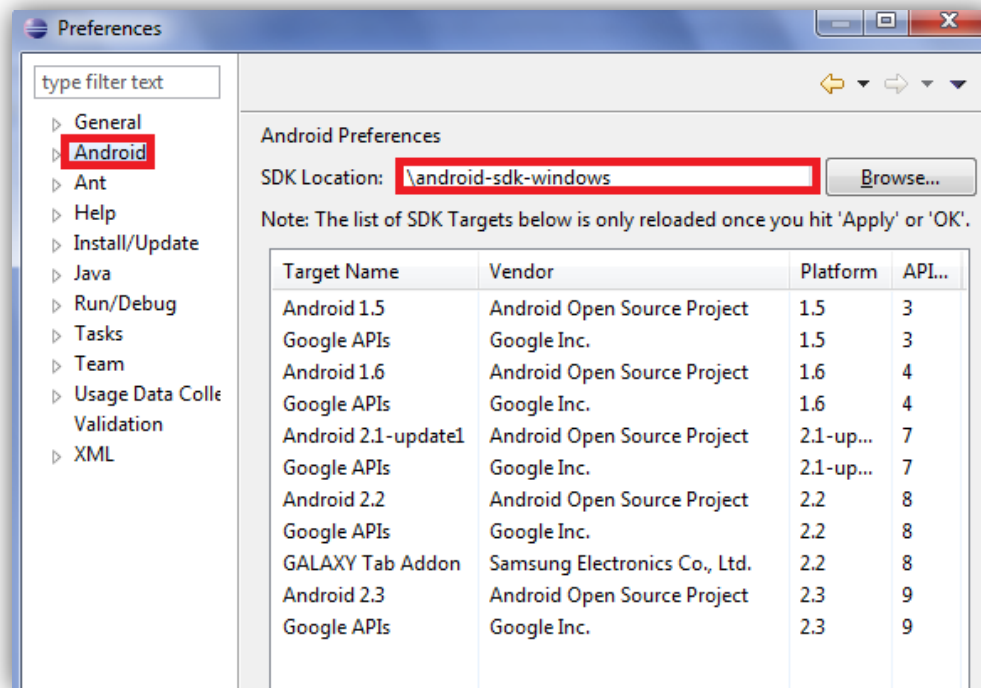 Preferences
type filter text
General
Android
Ant
Help
Install/Update
Java
Run/Debug
Tasks
Team
Usage Data Colle
Validation
XML
Android Preferences
SDK Location: \android-sdk-windows Browse...
Note: The list of SDK Targets below is only reloaded once you hit 'Apply' or 'OK'.
Target Name Vendor Platform API...
Android 1.5 Android Open Source Project 1.5 3
Google APIs Google Inc. 1.5 3
Android 1.6 Android Open Source Project 1.6 4
Google APIs Google Inc. 1.6 4
Android 2.1-update1 Android Open Source Project 2.1-up... 7
Google APIs Google Inc. 2.1-up... 7
Android 2.2 Android Open Source Project 2.2 8
Google APIs Google Inc. 2.2 8
GALAXY Tab Addon Samsung Electronics Co., Ltd. 2.2 8
Android 2.3 Android Open Source Project 2.3 9
Google APIs Google Inc. 2.3 9